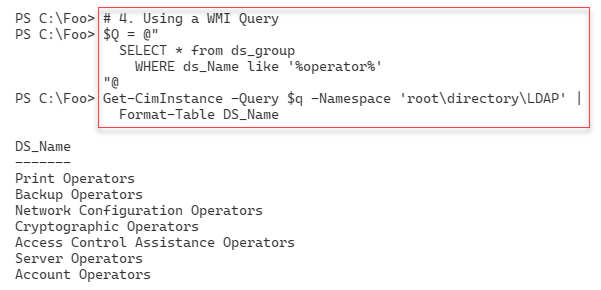 PS C:\Foo> # 4. Using a WMI Query
PS C:\Foo> $Q = @"
  SELECT * from ds_group
    WHERE ds_Name like '%operator%'
"@
PS C:\Foo> Get-CimInstance -Query $q -Namespace 'root\directory\LDAP' |
  Format-Table DS_Name
DS_Name
-------
Print Operators
Backup Operators
Network Configuration Operators
Cryptographic Operators
Access Control Assistance Operators
Server Operators
Account Operators